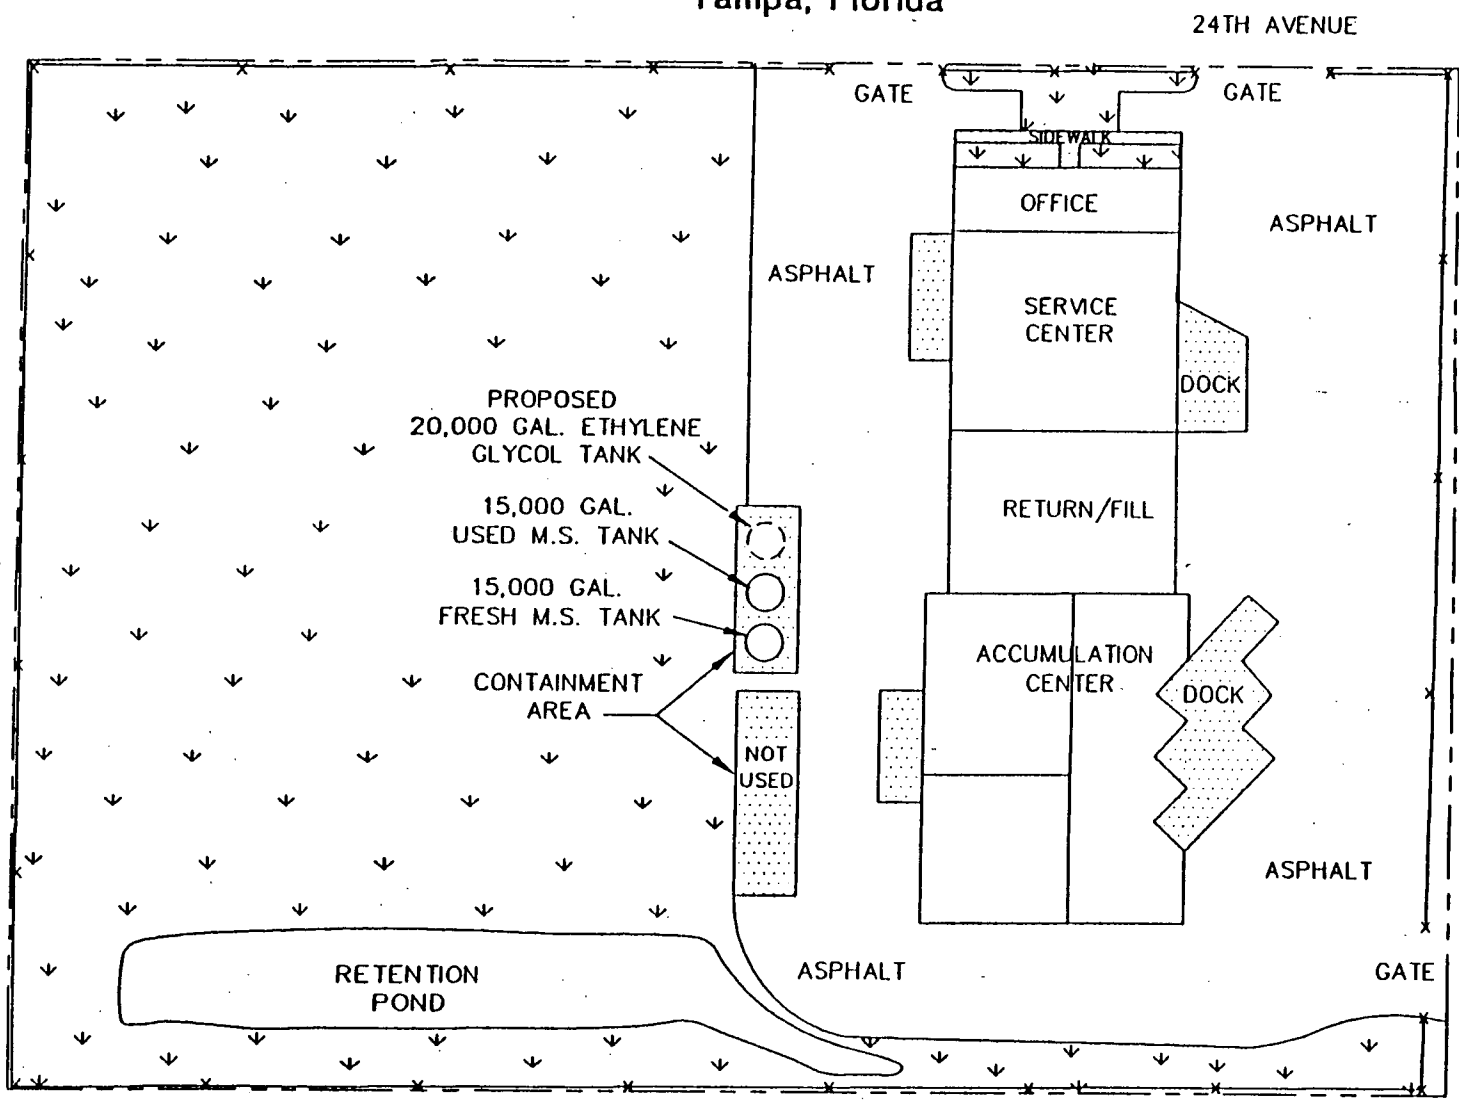 Tampa, Florida
24TH AVENUE
GATE
GATE
SIDEWALK
OFFICE
ASPHALT
ASPHALT
SERVICE
CENTER
DOCK
PROPOSED
20,000 GAL. ETHYLENE
GLYCOL TANK
15,000 GAL.
USED M.S. TANK
RETURN/FILL
15,000 GAL.
FRESH M.S. TANK
ACCUMULATION
CENTER
CONTAINMENT
AREA
DOCK
NOT
USED
ASPHALT
RETENTION
POND
ASPHALT
GATE